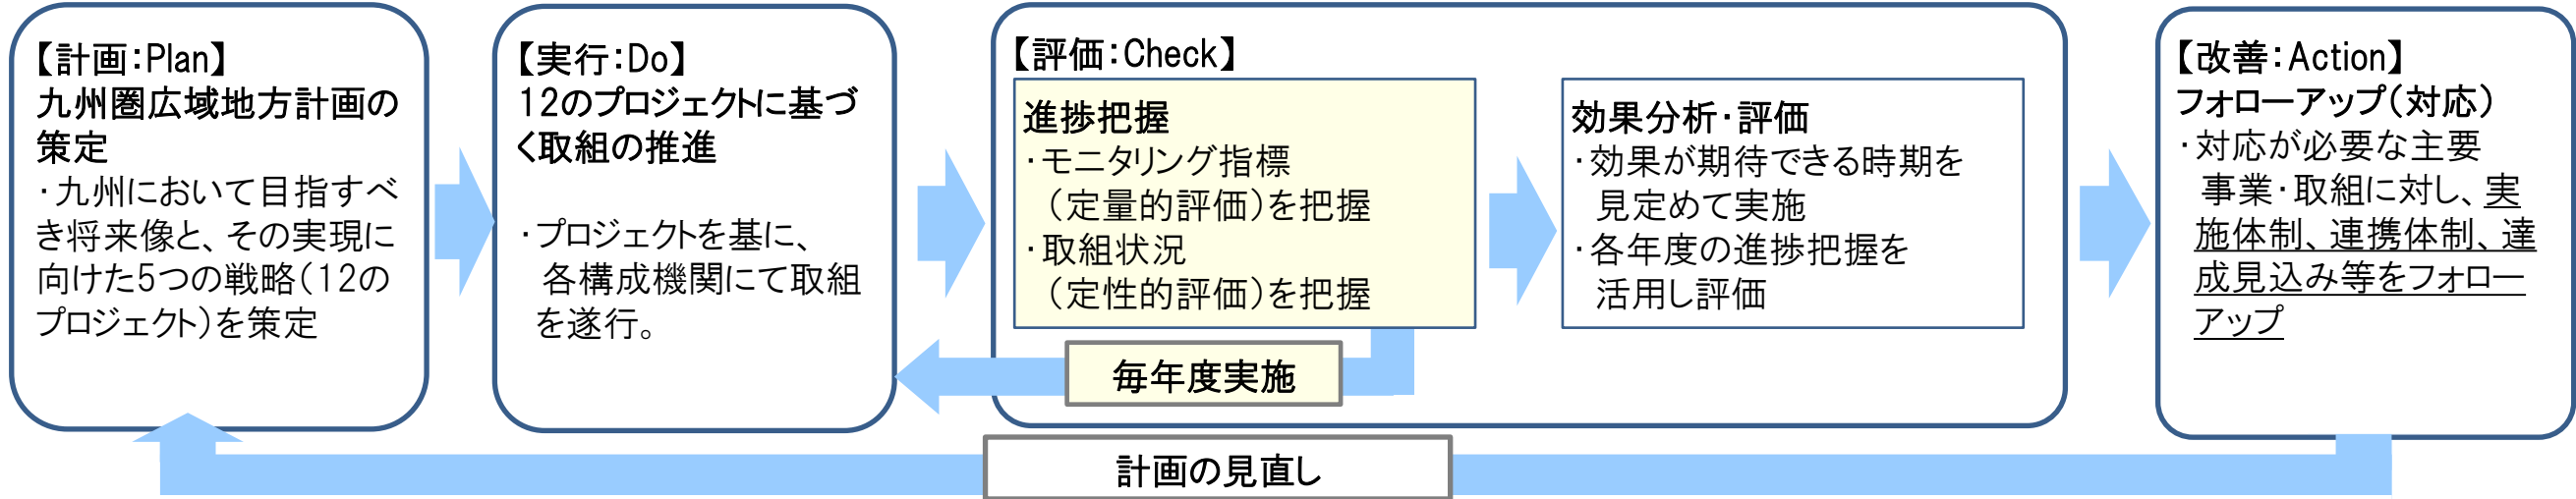 【計画:Plan】
九州圏広域地方計画の
策定
・九州において目指すべ
き将来像と、その実現に
向けた5つの戦略(12の
プロジェクト)を策定
【実行:Do】
12のプロジェクトに基づ
く取組の推進
・プロジェクトを基に、
各構成機関にて取組
を遂行。
【評価:Check】
進捗把握
・モニタリング指標
(定量的評価)を把握
・取組状況
(定性的評価)を把握
効果分析・評価
・効果が期待できる時期を
見定めて実施
・各年度の進捗把握を
活用し評価
毎年度実施
【改善:Action】
フォローアップ(対応)
・対応が必要な主要
事業・取組に対し、実
施体制、連携体制、達
成見込み等をフォロー
アップ
計画の見直し